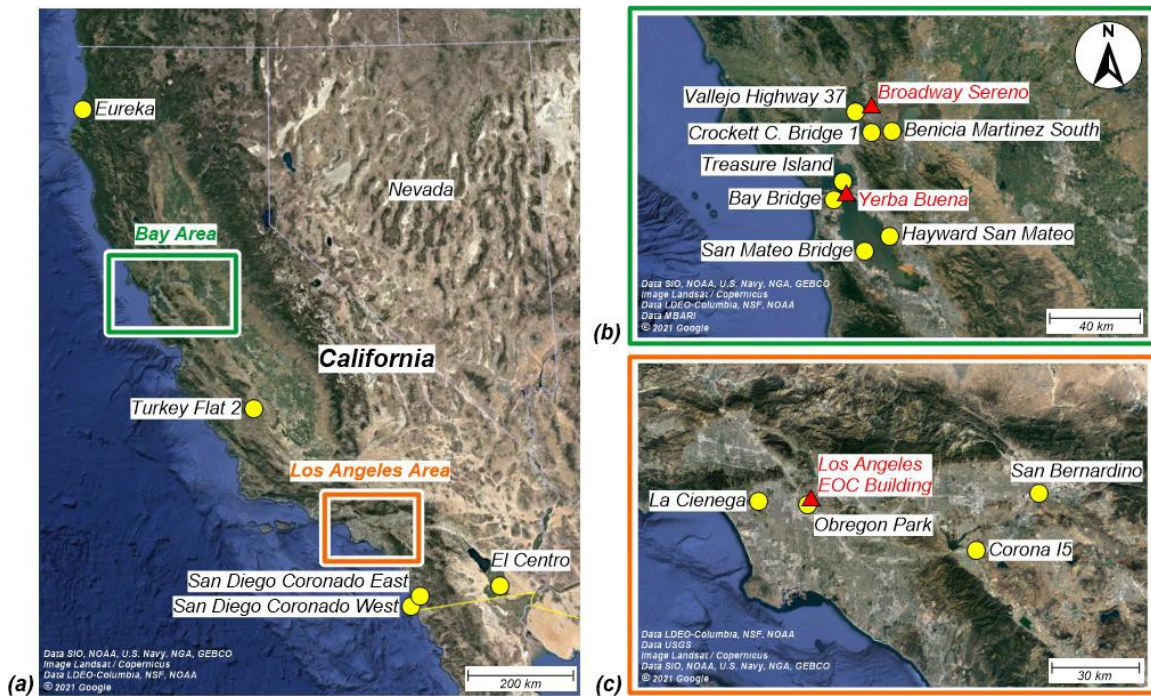 Eureka
Nevada
Bay Area
California
Turkey Flat 2
Los Angeles Area
El Centro
San Diego Coronado East
San Diego Coronado West
Data SIO, NOAA, U.S. Navy, NGA, GEBCO
Image Landsat / Copernicus
Data LDEO-Columbia, NSF, NOAA
© 2021 Google
200 km
(a)
N
Broadway Sereno
Vallejo Highway 37
Crockett C. Bridge 1
Benicia Martinez South
Treasure Island
Bay Bridge
Yerba Buena
Hayward San Mateo
San Mateo Bridge
Data SIO, NOAA, U.S. Navy, NGA, GEBCO
Image Landsat / Copernicus
Data LDEO-Columbia, NSF, NOAA
Data MBARI
© 2021 Google
40 km
(b)
Los Angeles
EOC Building
San Bernardino
La Cienega
Obregon Park
Corona I5
Data LDEO-Columbia, NSF, NOAA
Data USGS
Image Landsat / Copernicus
Data SIO, NOAA, U.S. Navy, NGA, GEBCO
© 2021 Google
30 km
(c)